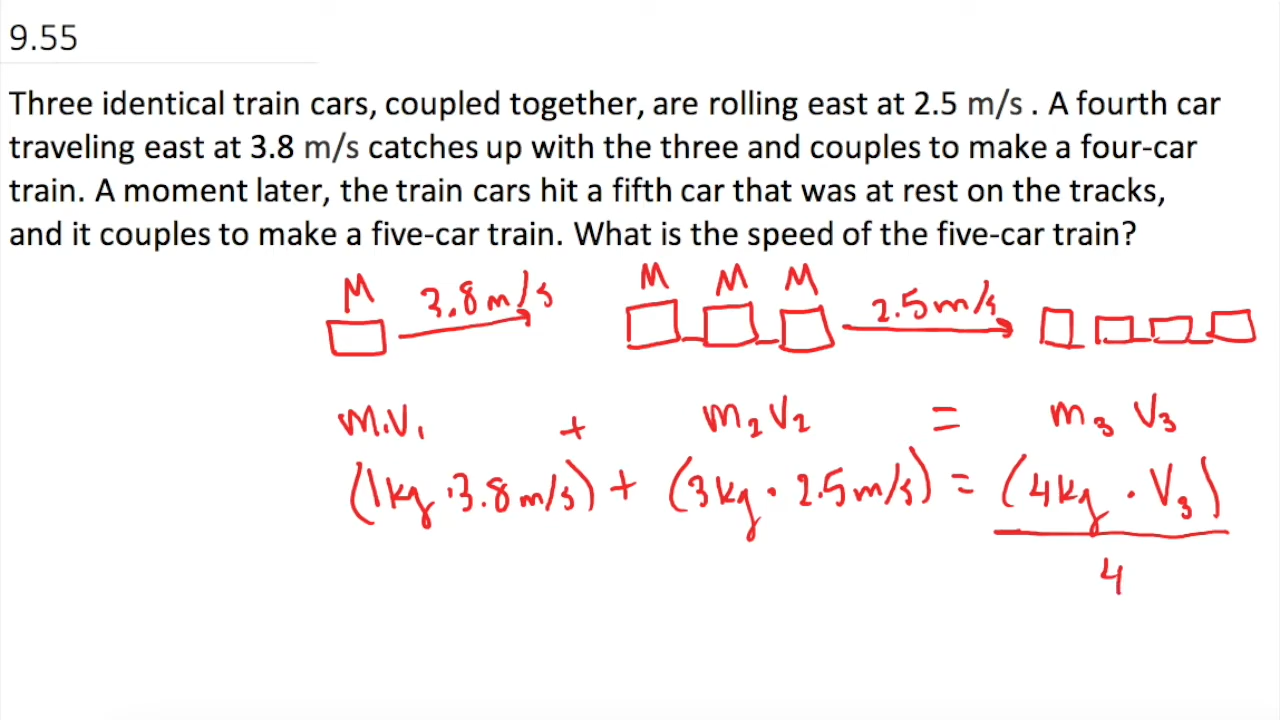 9.55
Three identical train cars, coupled together, are rolling east at 2.5 m/s . A fourth car
traveling east at 3.8 m/s catches up with the three and couples to make a four-car
train. A moment later, the train cars hit a fifth car that was at rest on the tracks,
and it couples to make a five-car train. What is the speed of the five-car train?
M 3.8 m/s M M M 2.5 m/s
m₁v₁ + m₂v₂ = m₃ v₃
(1kg · 3.8 m/s) + (3kg · 2.5 m/s) = (4kg · v₃)
4